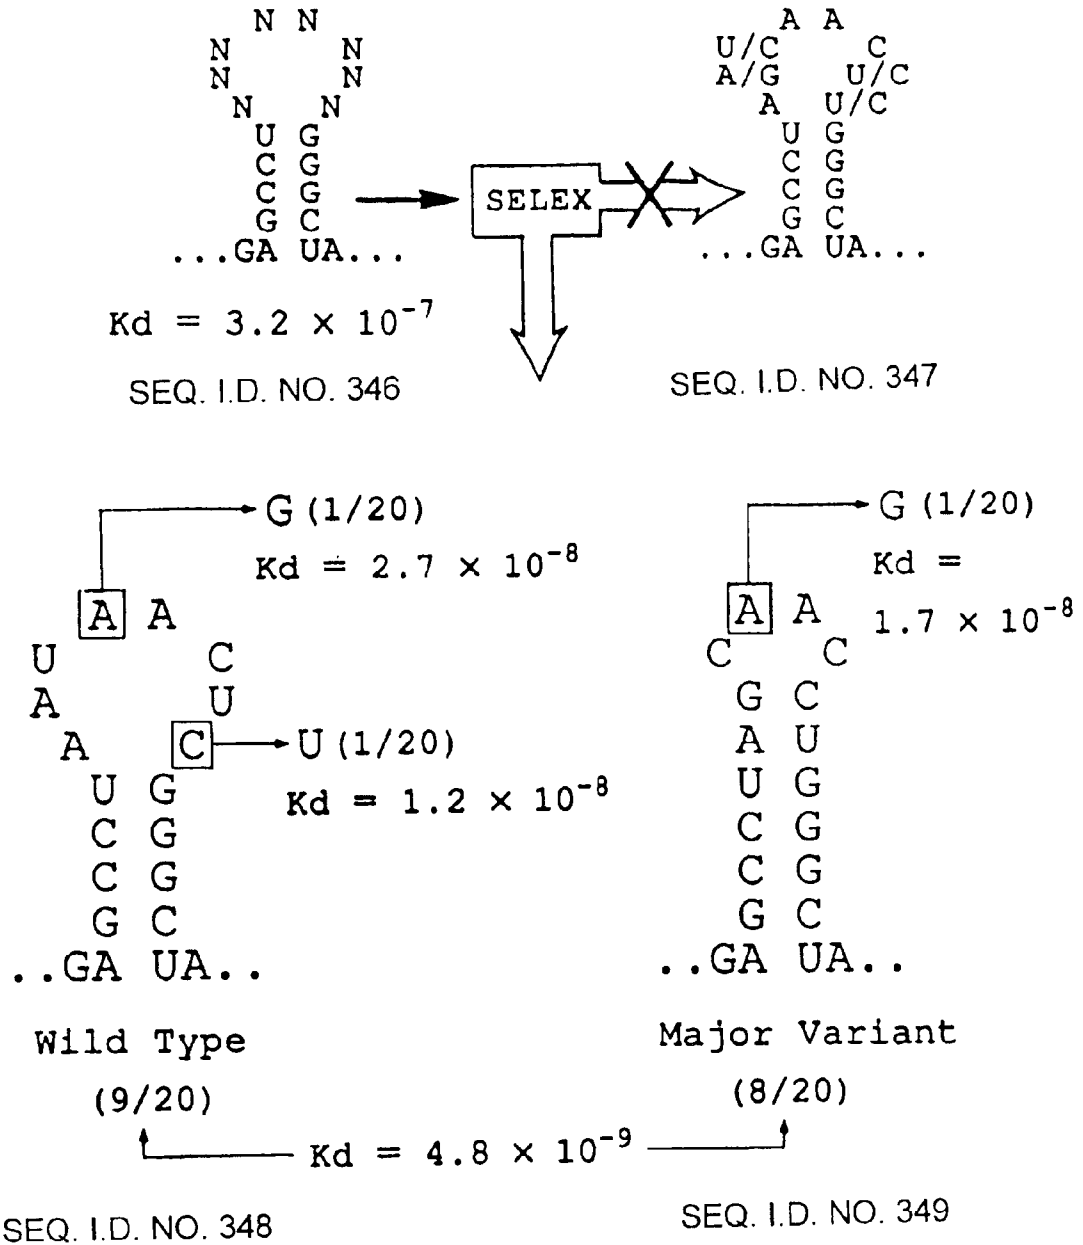 N N
N N
N N
N N
U G
C G
C G
G C
...GA UA...
Kd = 3.2 × 10⁻⁷
SEQ. I.D. NO. 346
SELEX
A A
U/C C
A/G U/C
A U/C
U G
C G
C G
G C
...GA UA...
SEQ. I.D. NO. 347
G (1/20)
Kd = 2.7 × 10⁻⁸
A A
U C
A U
A C
U (1/20)
Kd = 1.2 × 10⁻⁸
U G
C G
C G
G C
..GA UA..
Wild Type
(9/20)
SEQ. I.D. NO. 348
G (1/20)
Kd =
1.7 × 10⁻⁸
A A
C C
G C
A U
U G
C G
C G
G C
..GA UA..
Major Variant
(8/20)
Kd = 4.8 × 10⁻⁹
SEQ. I.D. NO. 349